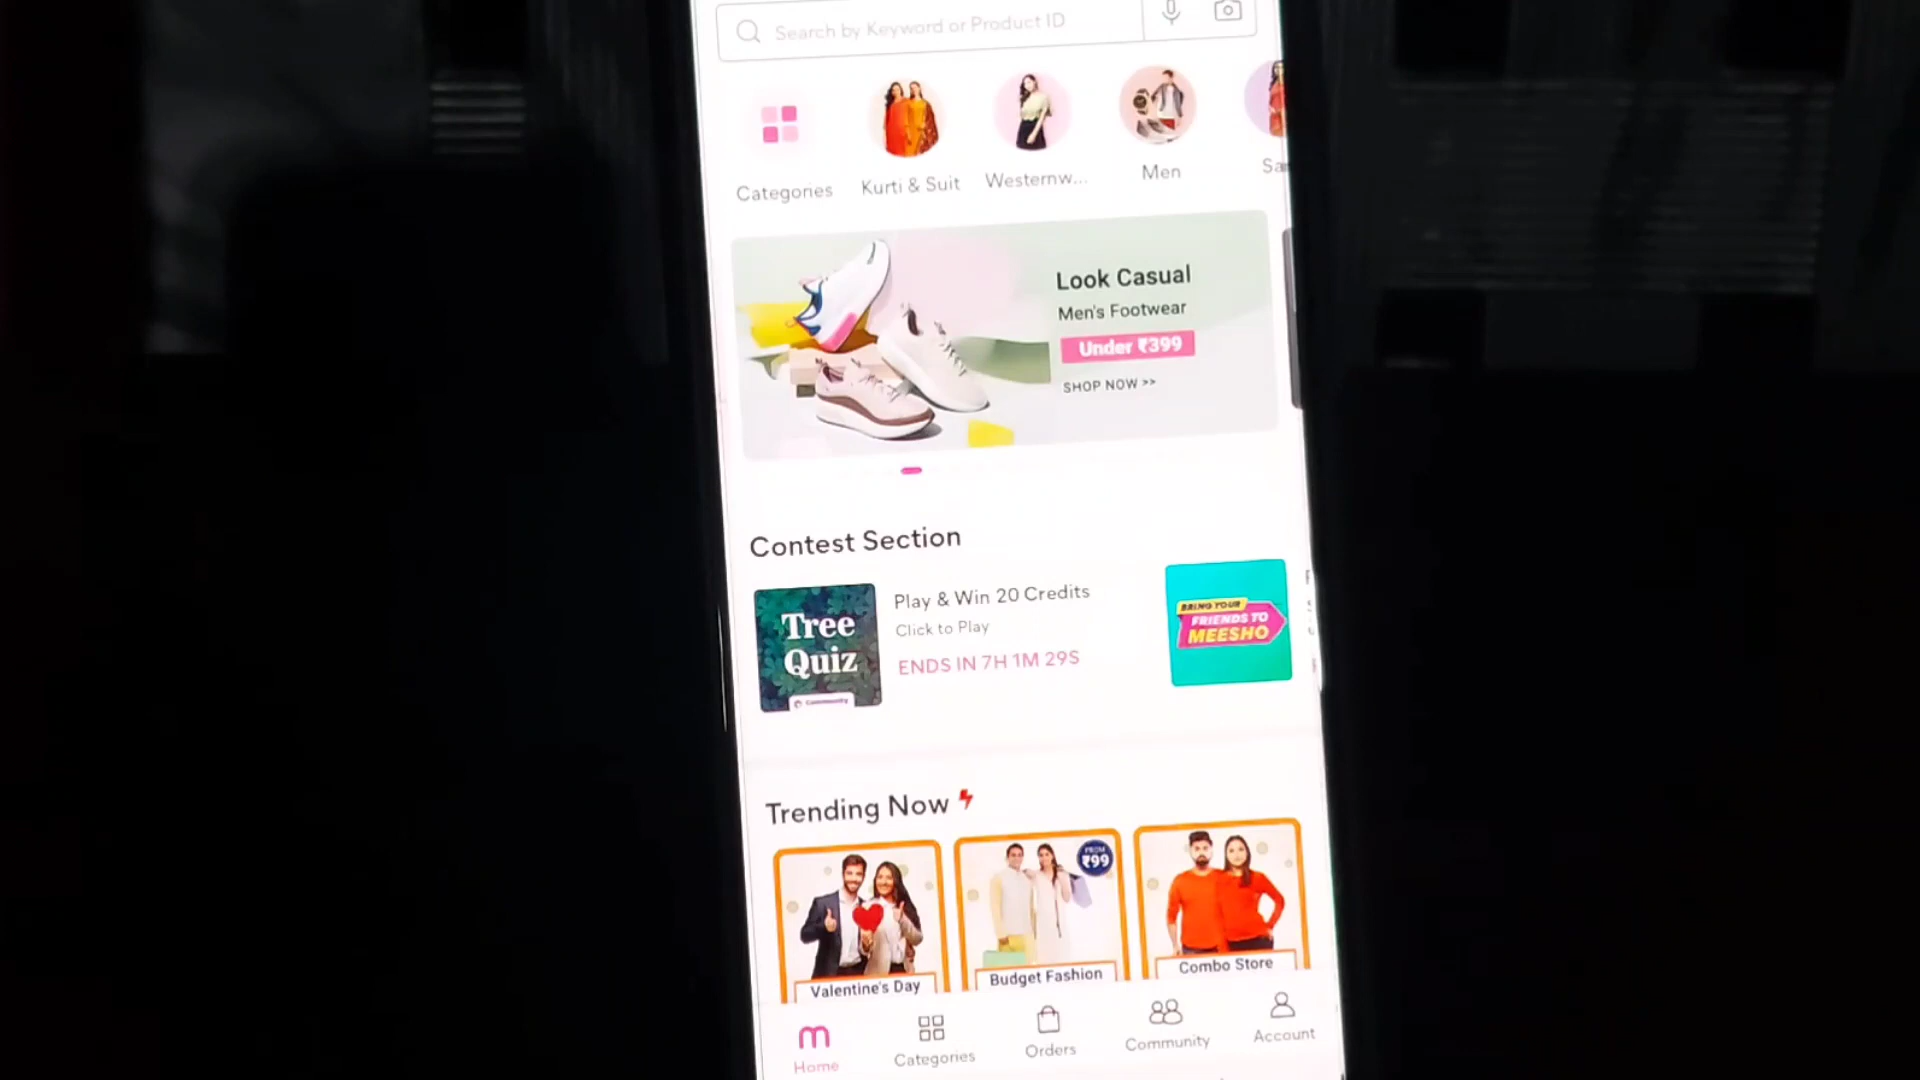 Search by Keyword or Product ID
Categories
Kurti & Suit
Westernw...
Men
Look Casual
Men's Footwear
Under ₹399
SHOP NOW >>
Contest Section
Tree
Quiz
Community
Play & Win 20 Credits
Click to Play
ENDS IN 7H 1M 29S
BRING YOUR
FRIENDS TO
MEESHO
Trending Now
Valentine's Day
FROM
₹99
Budget Fashion
Combo Store
m
Home
Categories
Orders
Community
Account